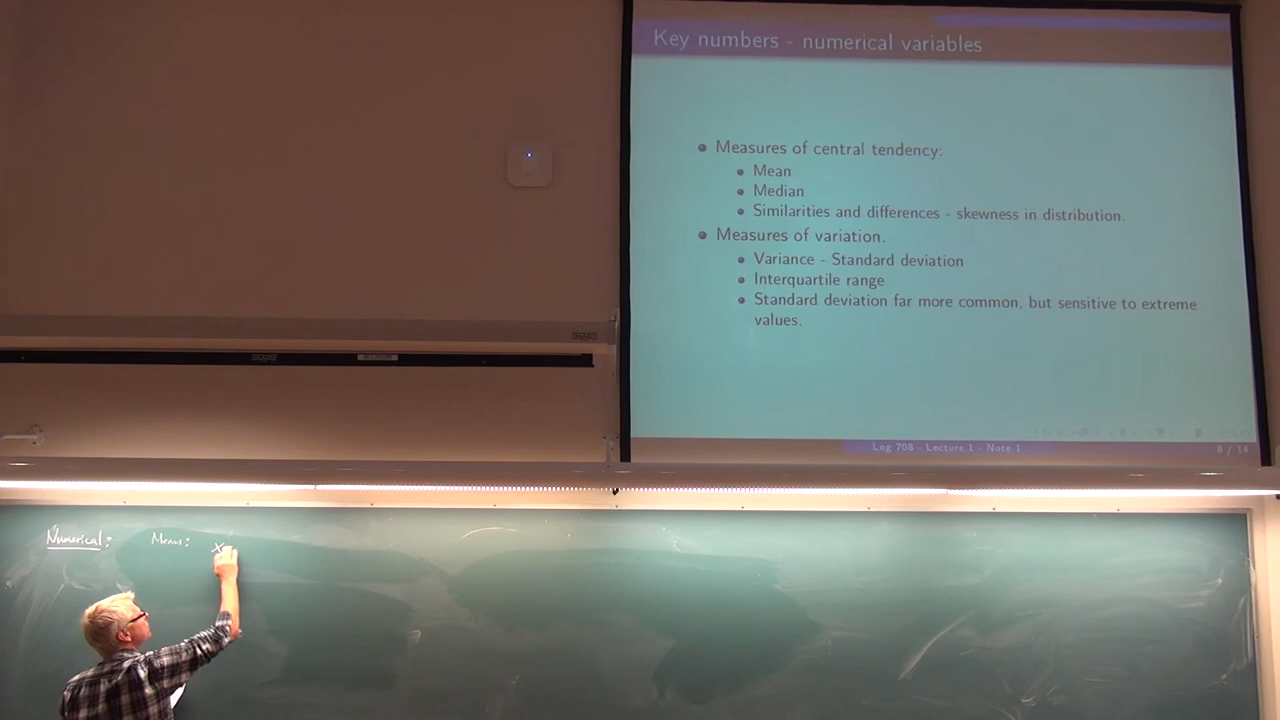 Key numbers - numerical variables
Measures of central tendency:
Mean
Median
Similarities and differences - skewness in distribution.
Measures of variation.
Variance - Standard deviation
Interquartile range
Standard deviation far more common, but sensitive to extreme
values.
Log 708 - Lecture 1 - Note 1
8 / 14
Numerical: Mean: X